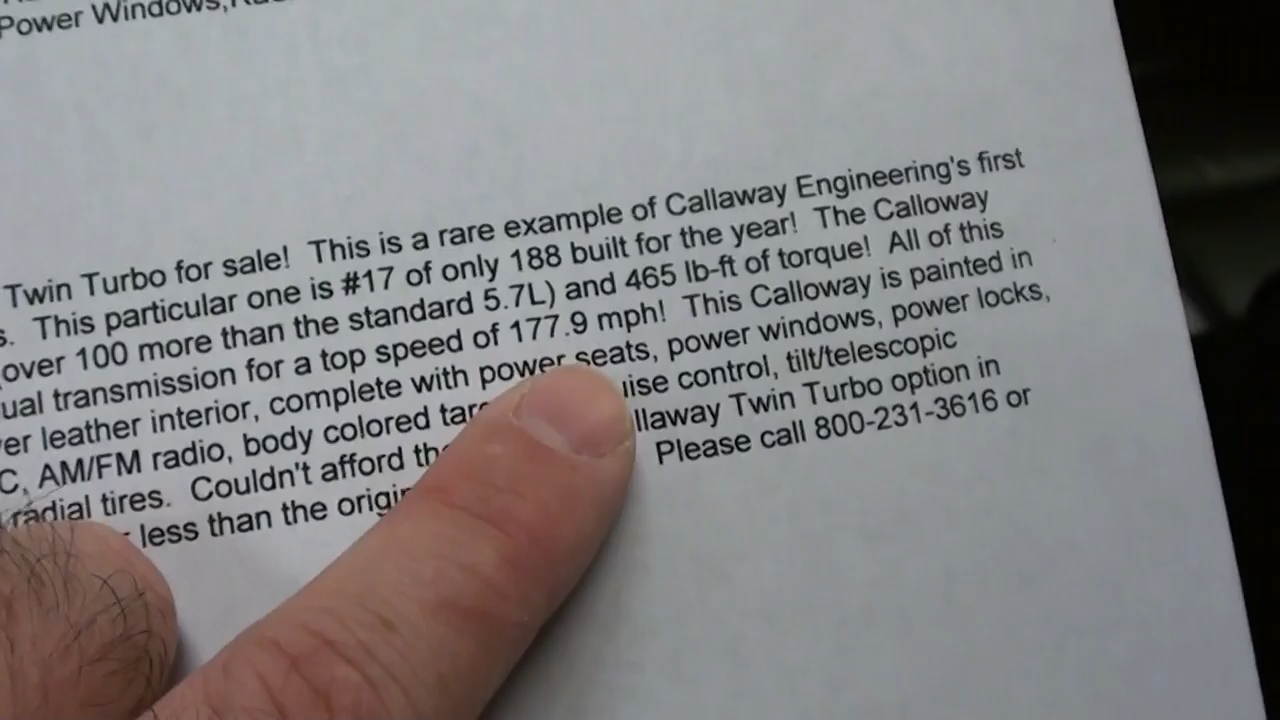 Power Windows,
Twin Turbo for sale! This is a rare example of Callaway Engineering's first
This particular one is #17 of only 188 built for the year! The Calloway
over 100 more than the standard 5.7L) and 465 lb-ft of torque! All of this
ual transmission for a top speed of 177.9 mph! This Calloway is painted in
er leather interior, complete with power seats, power windows, power locks,
C, AM/FM radio, body colored tar uise control, tilt/telescopic
radial tires. Couldn't afford th llaway Twin Turbo option in
less than the origin Please call 800-231-3616 or